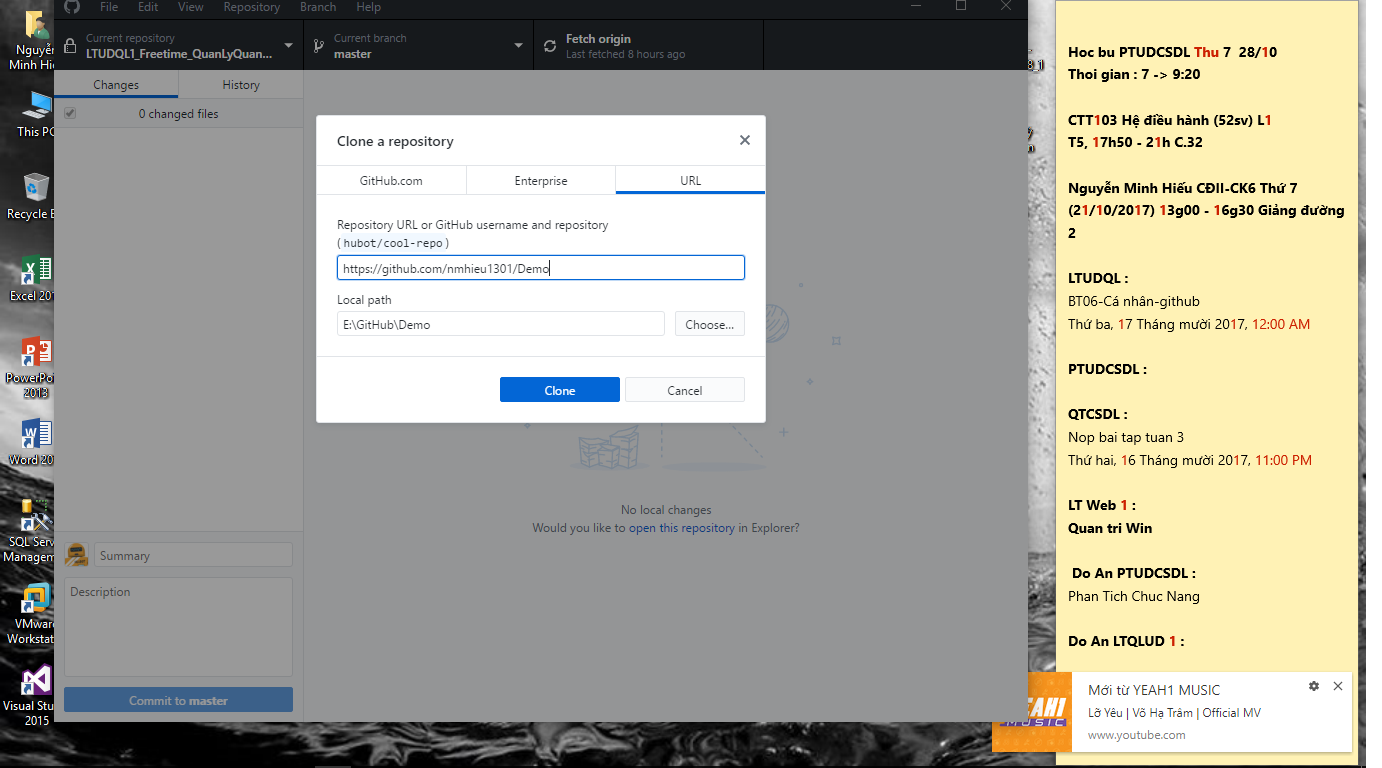 Nguyễn
Minh Hi
This PC
Recycle B
Excel 201
PowerPoi
2013
Word 20
SQL Serv
Managem
VMware
Workstat
Visual Stu
2015
File Edit View Repository Branch Help
Current repository
LTUDQL1_Freetime_QuanLyQuan...
Current branch
master
Fetch origin
Last fetched 8 hours ago
Changes History
0 changed files
Clone a repository
GitHub.com Enterprise URL
Repository URL or GitHub username and repository
(hubot/cool-repo)
https://github.com/nmhieu1301/Demo
Local path
E:\GitHub\Demo
Choose...
Clone Cancel
No local changes
Would you like to open this repository in Explorer?
Summary
Description
Commit to master
Hoc bu PTUDCSDL Thu 7 28/10
Thoi gian : 7 -> 9:20
CTT103 Hệ điều hành (52sv) L1
T5, 17h50 - 21h C.32
Nguyễn Minh Hiếu CĐII-CK6 Thứ 7
(21/10/2017) 13g00 - 16g30 Giảng đường
2
LTUDQL :
BT06-Cá nhân-github
Thứ ba, 17 Tháng mười 2017, 12:00 AM
PTUDCSDL :
QTCSDL :
Nop bai tap tuan 3
Thứ hai, 16 Tháng mười 2017, 11:00 PM
LT Web 1 :
Quan tri Win
Do An PTUDCSDL :
Phan Tich Chuc Nang
Do An LTQLUD 1 :
YEAH1
MUSIC
Mới từ YEAH1 MUSIC
Lỡ Yêu | Võ Hạ Trâm | Official MV
www.youtube.com